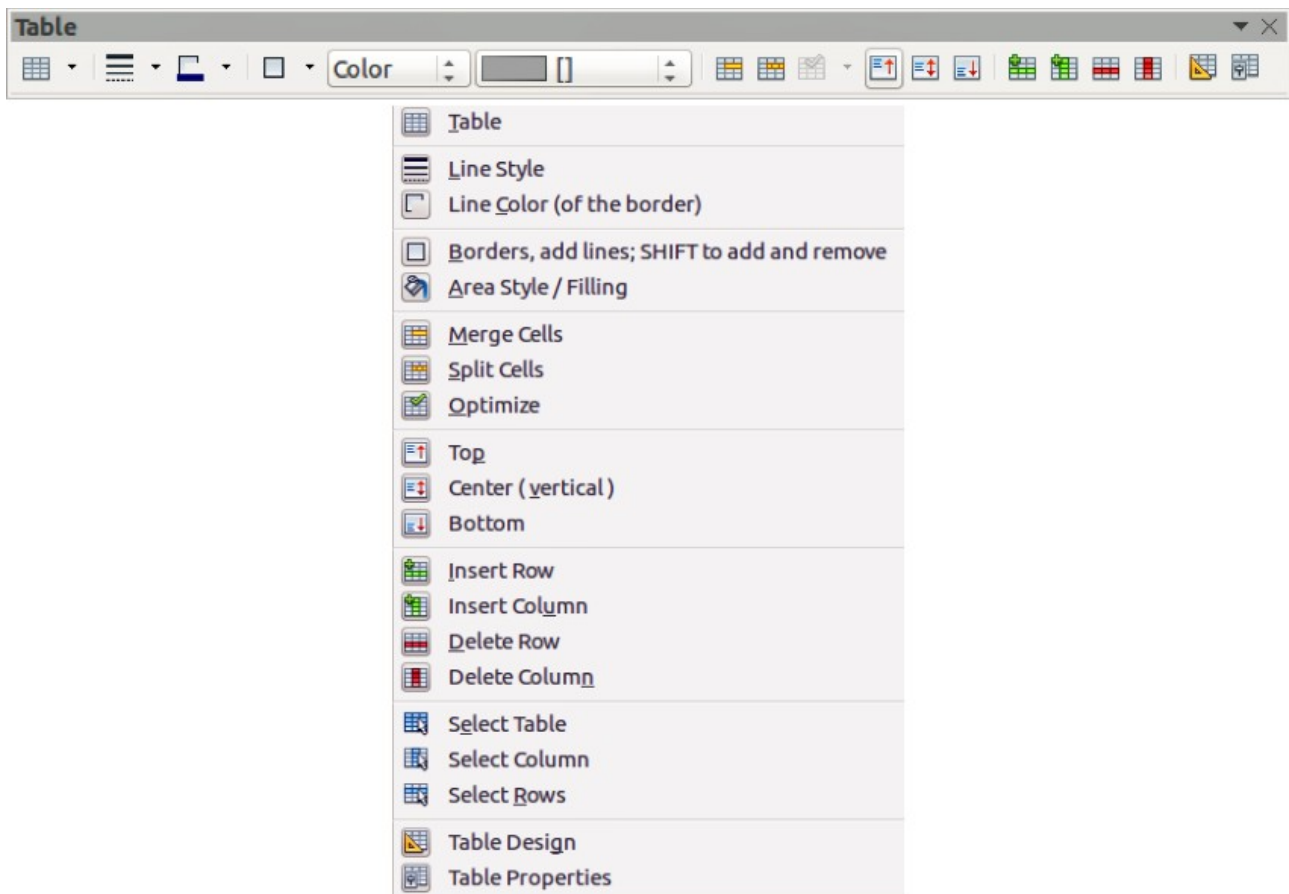 Table
Color []
Table
Line Style
Line Color (of the border)
Borders, add lines; SHIFT to add and remove
Area Style / Filling
Merge Cells
Split Cells
Optimize
Top
Center ( vertical )
Bottom
Insert Row
Insert Column
Delete Row
Delete Column
Select Table
Select Column
Select Rows
Table Design
Table Properties